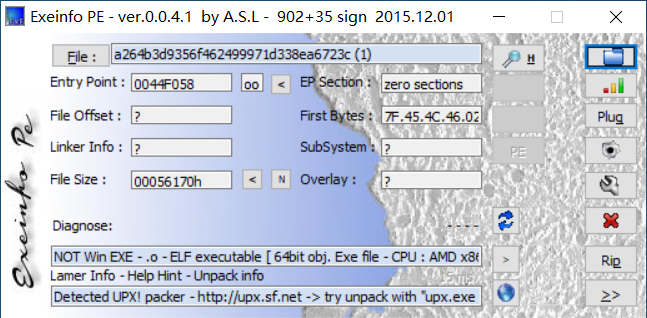 Exeinfo PE - ver.0.0.4.1 by A.S.L - 902+35 sign 2015.12.01
Exeinfo Pe
File : a264b3d9356f462499971d338ea6723c (1) H
Entry Point : 0044F058 oo < EP Section : zero sections
File Offset : ? First Bytes : 7F.45.4C.46.02 Plug
Linker Info : ? SubSystem : ? PE
File Size : 00056170h < N Overlay : ?
Diagnose: - - - -
NOT Win EXE - .o - ELF executable [ 64bit obj. Exe file - CPU : AMD x86 > Rip
Lamer Info - Help Hint - Unpack info
Detected UPX! packer - http://upx.sf.net -> try unpack with "upx.exe >>